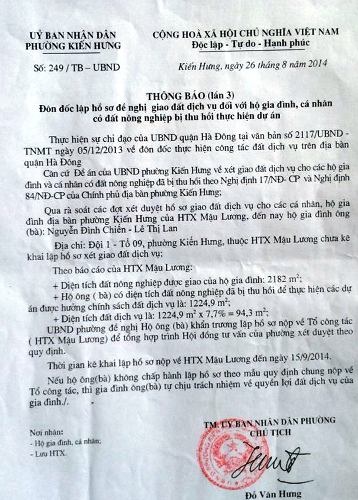 UỶ BAN NHÂN DÂN
PHƯỜNG KIẾN HƯNG
CỘNG HOÀ XÃ HỘI CHỦ NGHĨA VIỆT NAM
Độc lập - Tự do - Hạnh phúc
Số: 249 / TB – UBND
Kiến Hưng, ngày 26 tháng 8 năm 2014
THÔNG BÁO (lần 3)
Đôn đốc lập hồ sơ đề nghị giao đất dịch vụ đối với hộ gia đình, cá nhân
có đất nông nghiệp bị thu hồi thực hiện dự án
Thực hiện sự chỉ đạo của UBND quận Hà Đông tại văn bản số 2117/UBND -
TNMT ngày 05/12/2013 về đôn đốc thực hiện công tác đất dịch vụ trên địa bàn
quận Hà Đông
Căn cứ Đề án của UBND phường Kiến Hưng về xét giao đất dịch vụ cho các hộ gia
đình và cá nhân có đất nông nghiệp đã bị thu hồi theo Nghị định 17/NĐ- CP và Nghị định
84/NĐ-CP của Chính phủ địa bàn phường Kiến Hưng;
Qua rà soát các đợt xét duyệt hồ sơ giao đất dịch vụ cho các cá nhân, hộ gia
đình địa bàn phường Kiến Hưng của HTX Mậu Lương, đến nay hộ gia đình ông
(bà): Nguyễn Đình Chiến - Lê Thị Lan
Địa chỉ: Đội 1 - Tổ 09, phường Kiến Hưng, thuộc HTX Mậu Lương chưa kê
khai lập hồ sơ xét giao đất dịch vụ;
Theo báo cáo của HTX Mậu Lương:
+ Diện tích đất nông nghiệp được giao của hộ gia đình: 2182 m²;
+ Hộ ông ( bà) có diện tích đất nông nghiệp đã bị thu hồi để thực hiện các dự
án được hưởng chính sách đất dịch vụ là: 1224,9 m²;
+ Diện tích đất dịch vụ là: 1224,9 m² x 7,7% = 94,3 m²;
UBND phường đề nghị Hộ ông (bà) khẩn trương lập hồ sơ nộp về Tổ công tác
( HTX Mậu Lương) để tổng hợp trình Hội đồng tư vấn của phường xét duyệt theo
quy định.
Thời gian kê khai lập hồ sơ nộp về HTX Mậu Lương đến ngày 15/9/2014.
Nếu hộ ông(bà) không chấp hành lập hồ sơ theo mẫu quy định chung nộp về
Tổ công tác, thì gia đình ông(bà) tự chịu trách nhiệm về quyền lợi đất dịch vụ của
gia đình./.
Nơi nhận:
- Hộ gia đình, cá nhân;
- Lưu HTX.
TM. UỶ BAN NHÂN DÂN PHƯỜNG
CHỦ TỊCH
Đỗ Văn Hưng